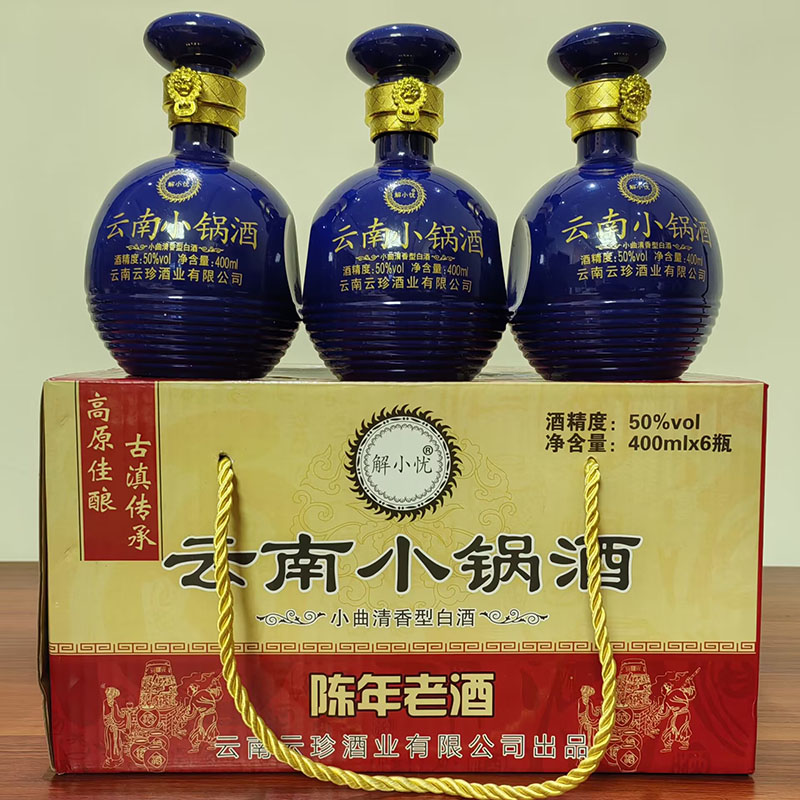 解小忧
云南小锅酒
小曲清香型白酒
酒精度:50%vol 净含量:400ml
云南云珍酒业有限公司
解小忧
云南小锅酒
小曲清香型白酒
酒精度:50%vol 净含量:400ml
云南云珍酒业有限公司
解小忧
云南小锅酒
小曲清香型白酒
酒精度:50%vol 净含量:400ml
云南云珍酒业有限公司
高原佳酿
古滇传承
解小忧®
酒精度: 50%vol
净含量: 400mlx6瓶
云南小锅酒
小曲清香型白酒
陈年老酒
云南云珍酒业有限公司出品